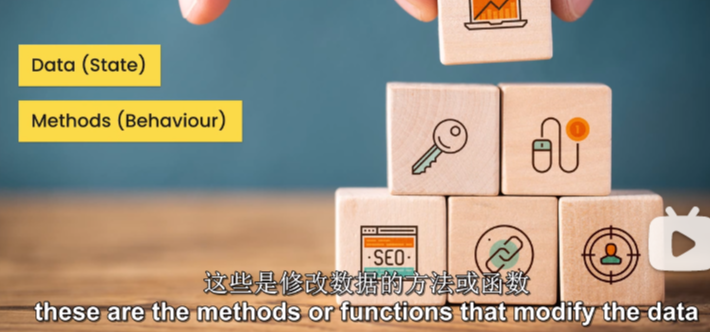 Data (State)
Methods (Behaviour)
SEO
这些是修改数据的方法或函数
these are the methods or functions that modify the data